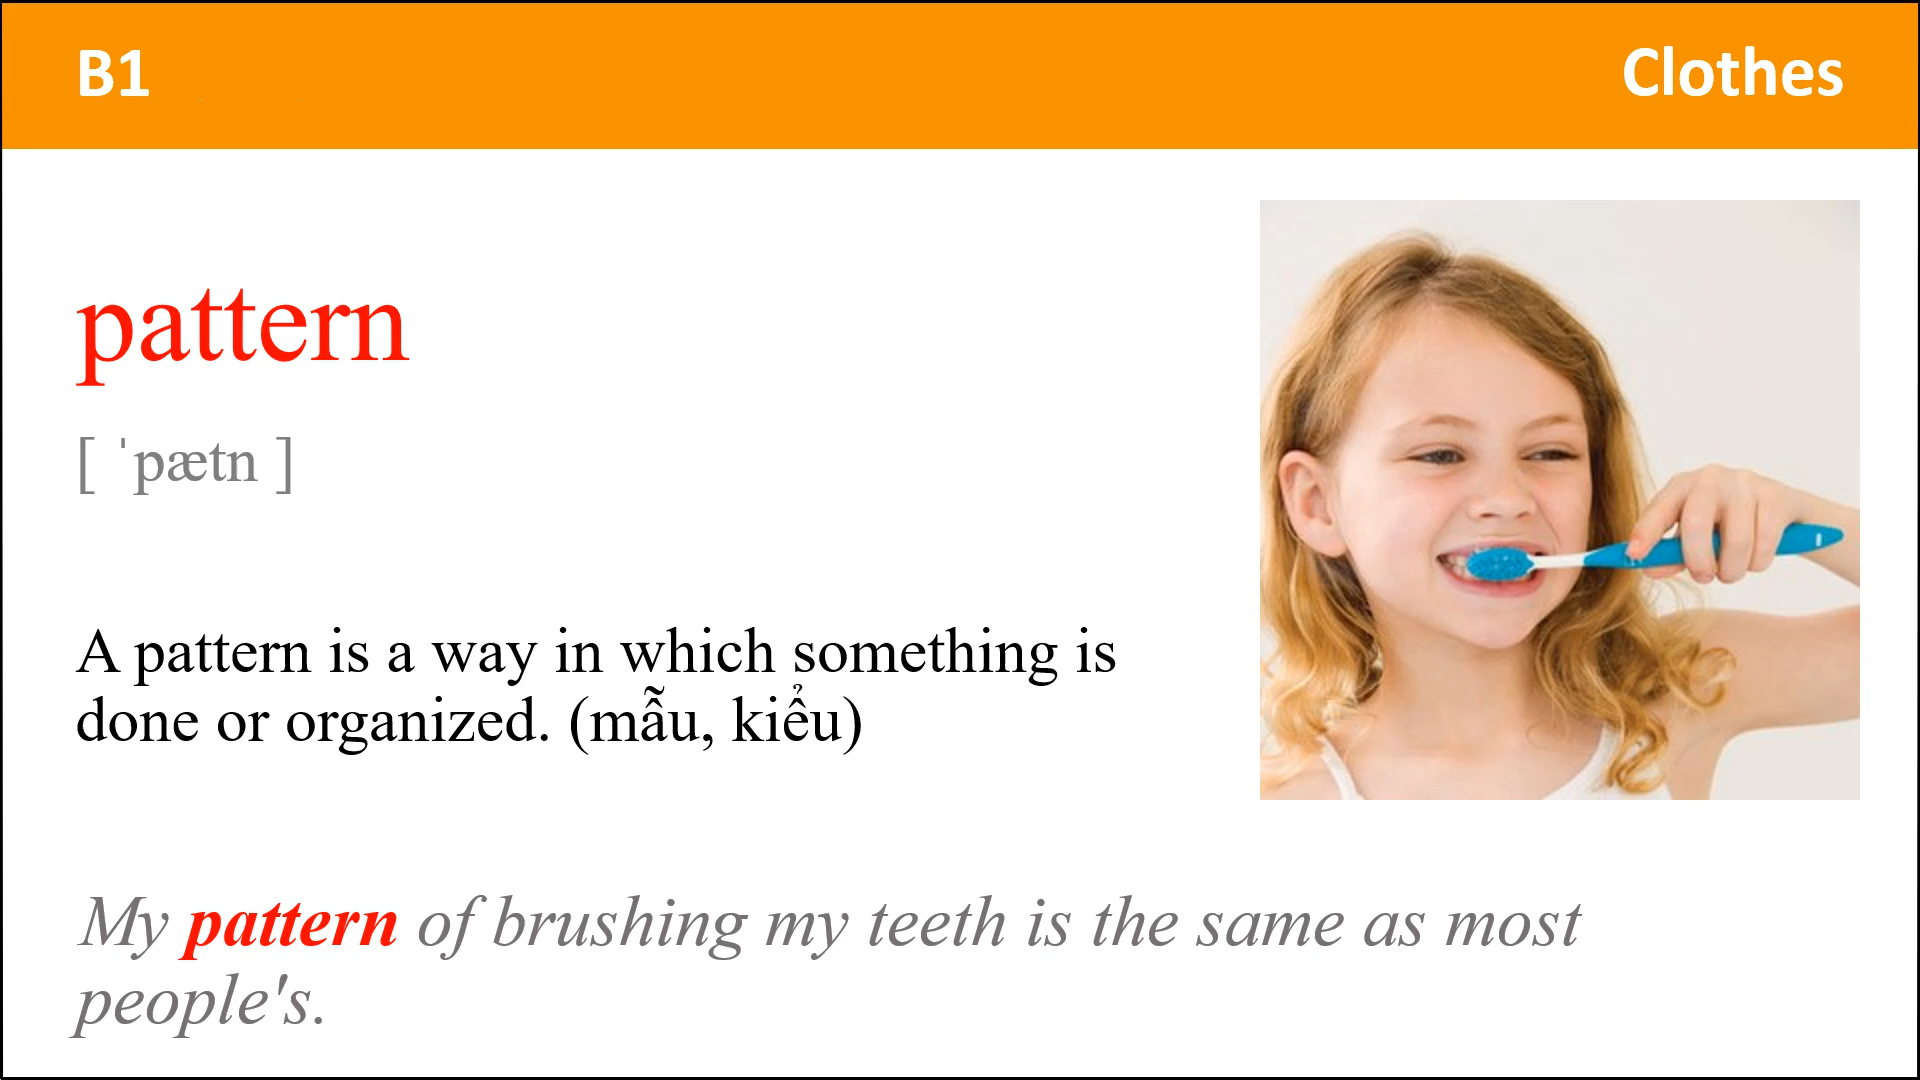 B1
Clothes
pattern
[ ˈpætn ]
A pattern is a way in which something is
done or organized. (mẫu, kiểu)
My pattern of brushing my teeth is the same as most
people's.